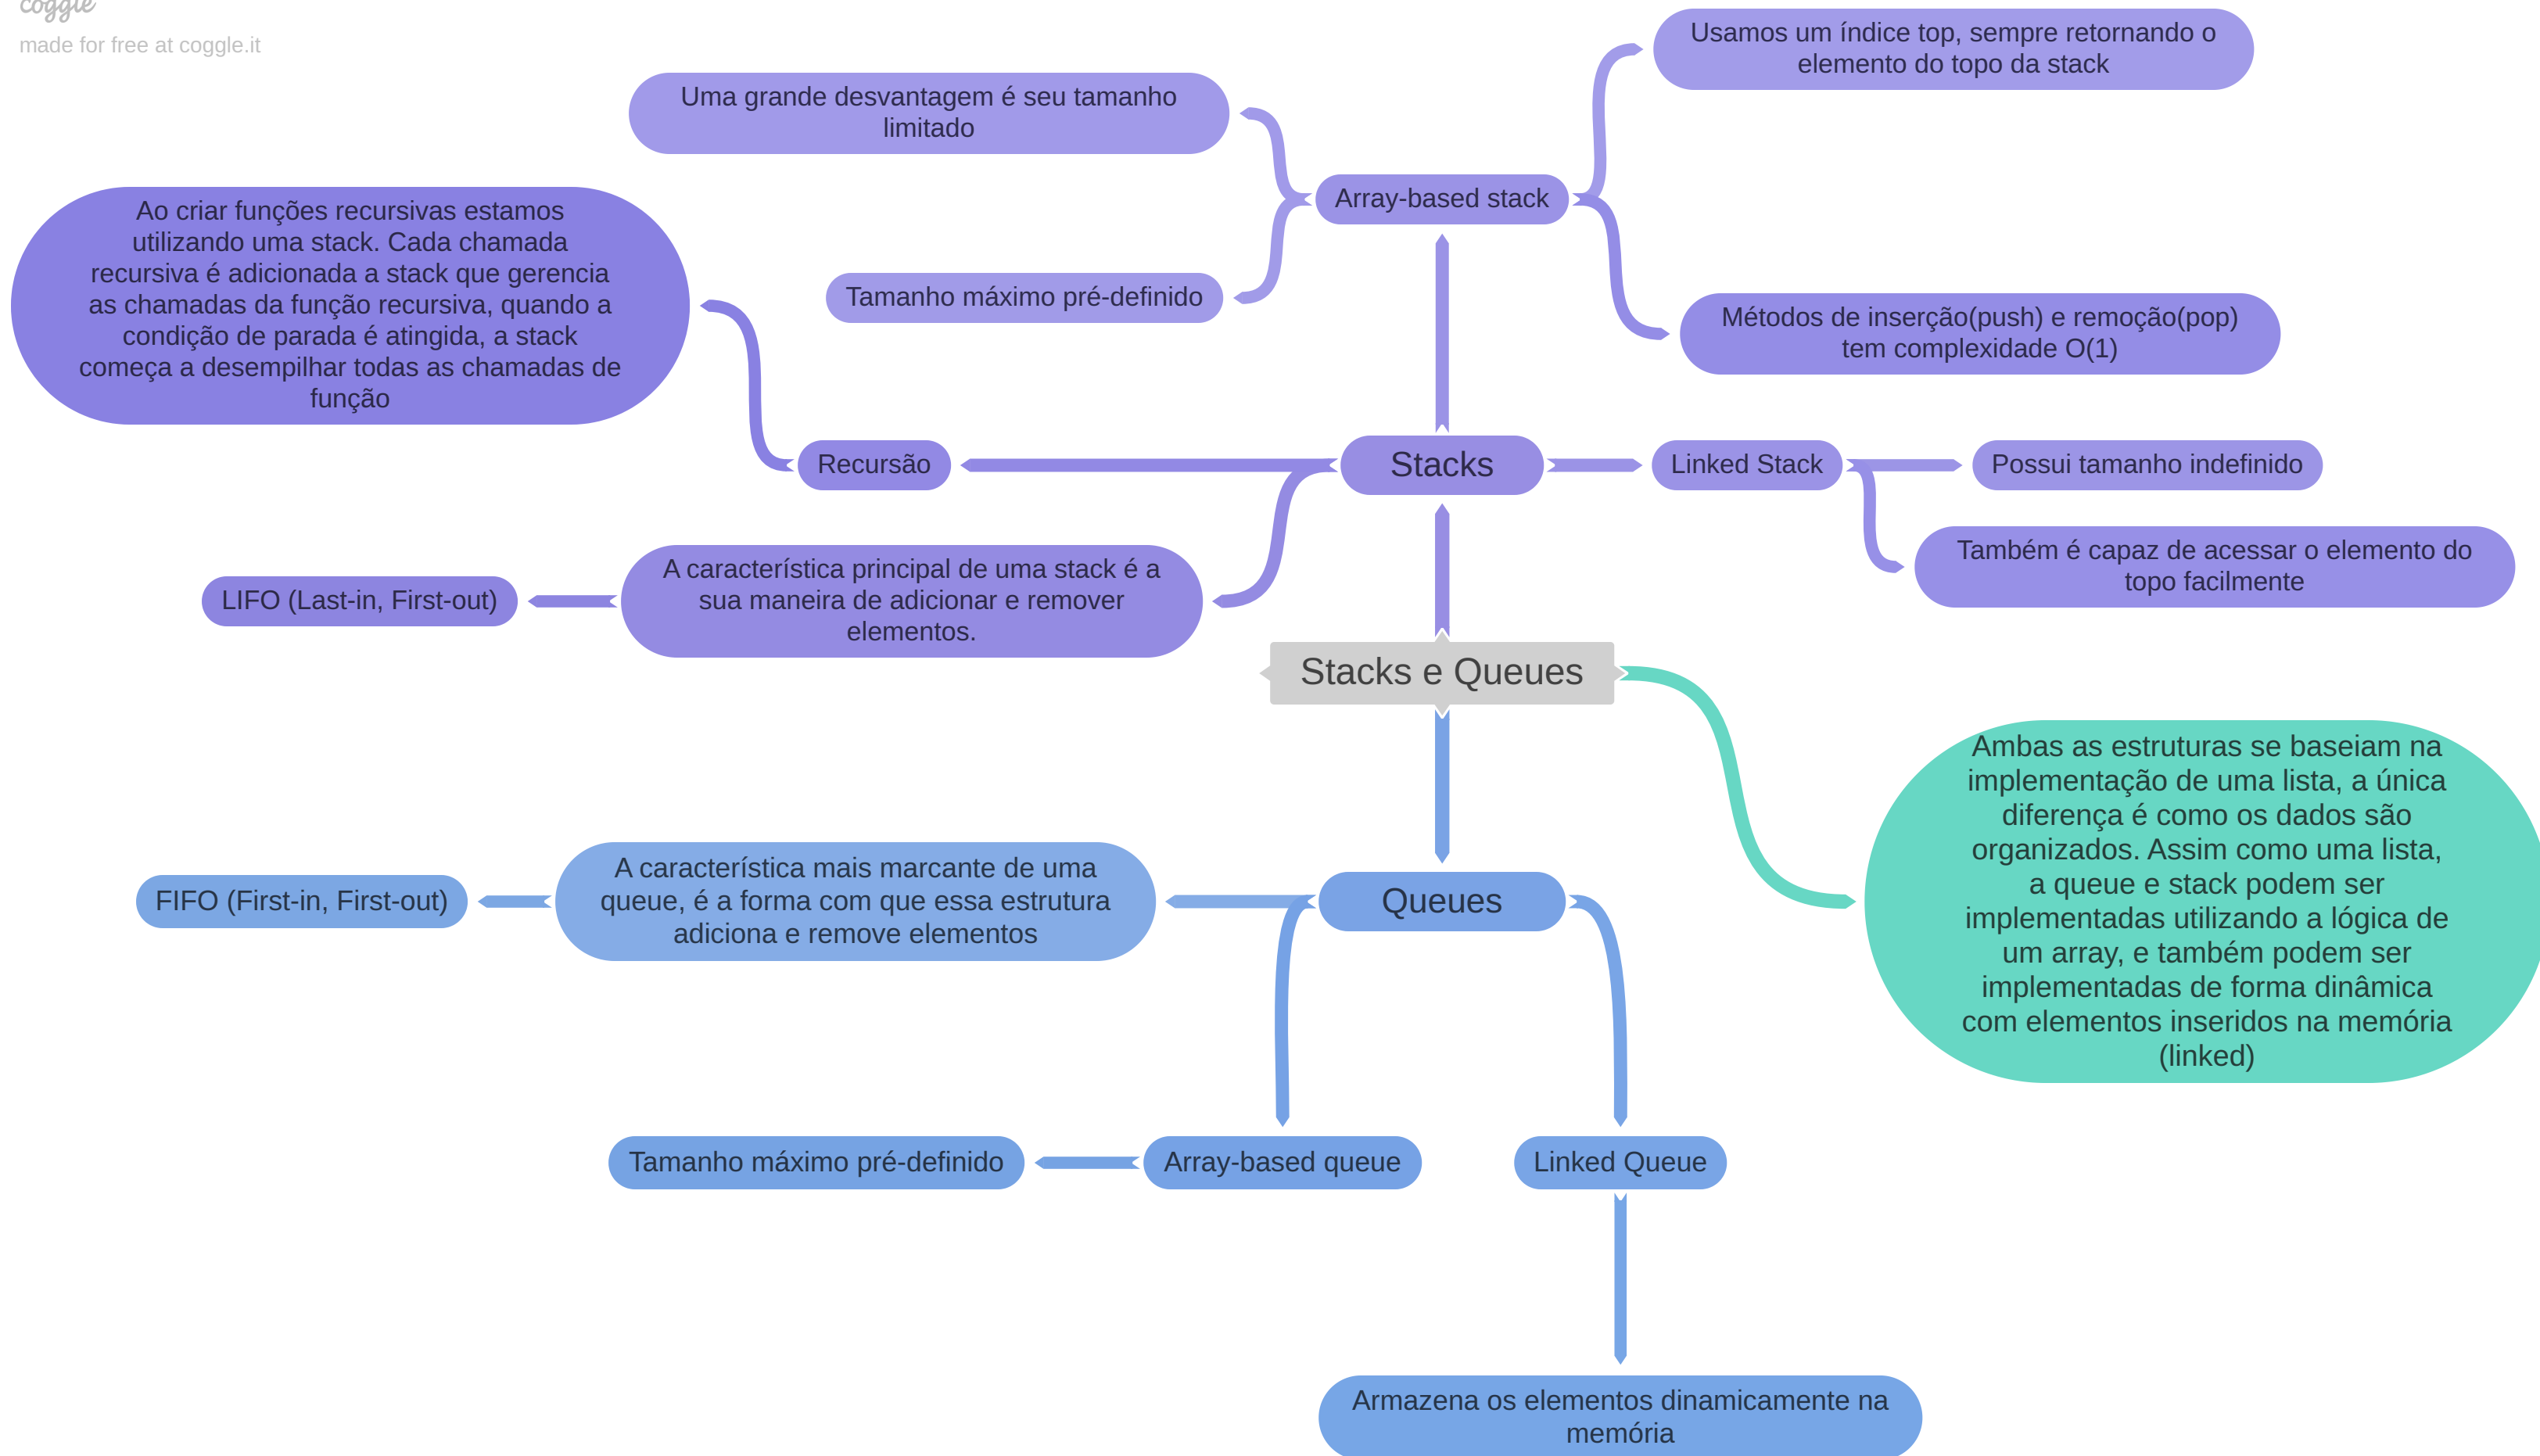 coggle
made for free at coggle.it
Usamos um índice top, sempre retornando o
elemento do topo da stack
Uma grande desvantagem é seu tamanho
limitado
Array-based stack
Ao criar funções recursivas estamos
utilizando uma stack. Cada chamada
recursiva é adicionada a stack que gerencia
as chamadas da função recursiva, quando a
condição de parada é atingida, a stack
começa a desempilhar todas as chamadas de
função
Tamanho máximo pré-definido
Métodos de inserção(push) e remoção(pop)
tem complexidade O(1)
Recursão
Stacks
Linked Stack
Possui tamanho indefinido
Também é capaz de acessar o elemento do
topo facilmente
LIFO (Last-in, First-out)
A característica principal de uma stack é a
sua maneira de adicionar e remover
elementos.
Stacks e Queues
Ambas as estruturas se baseiam na
implementação de uma lista, a única
diferença é como os dados são
organizados. Assim como uma lista,
a queue e stack podem ser
implementadas utilizando a lógica de
um array, e também podem ser
implementadas de forma dinâmica
com elementos inseridos na memória
(linked)
FIFO (First-in, First-out)
A característica mais marcante de uma
queue, é a forma com que essa estrutura
adiciona e remove elementos
Queues
Tamanho máximo pré-definido
Array-based queue
Linked Queue
Armazena os elementos dinamicamente na
memória